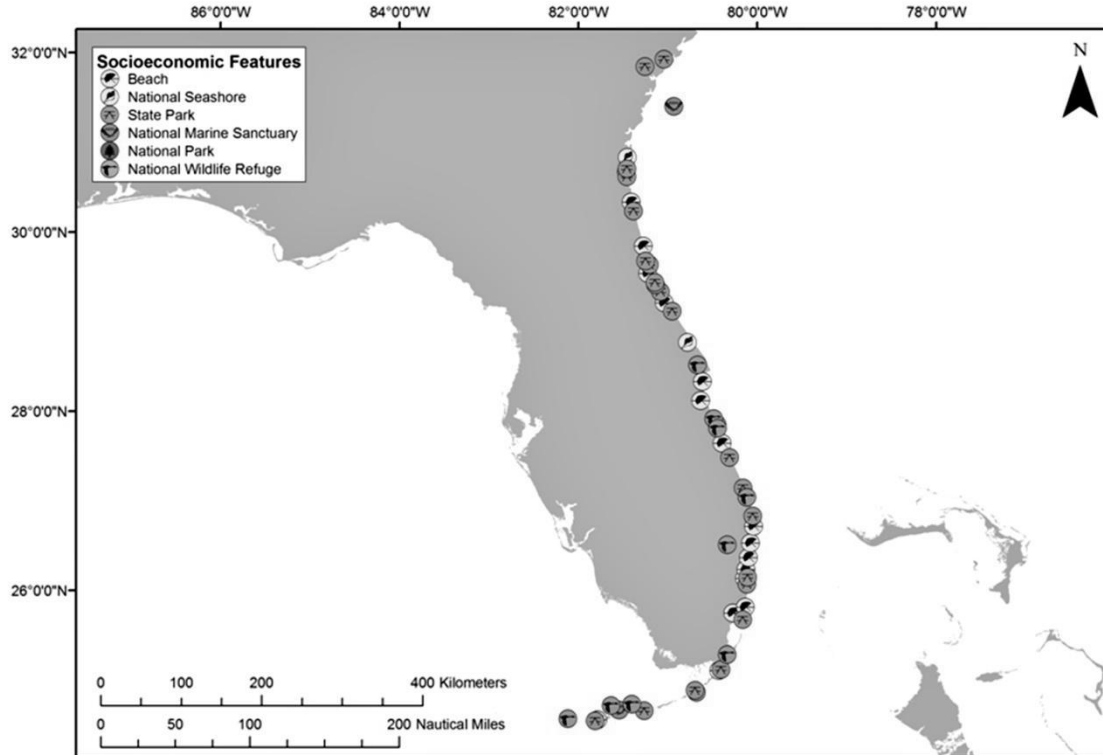 86°0'0"W 84°0'0"W 82°0'0"W 80°0'0"W 78°0'0"W
32°0'0"N
Socioeconomic Features
Beach
National Seashore
State Park
National Marine Sanctuary
National Park
National Wildlife Refuge
N
30°0'0"N
28°0'0"N
26°0'0"N
0 100 200 400 Kilometers
0 50 100 200 Nautical Miles